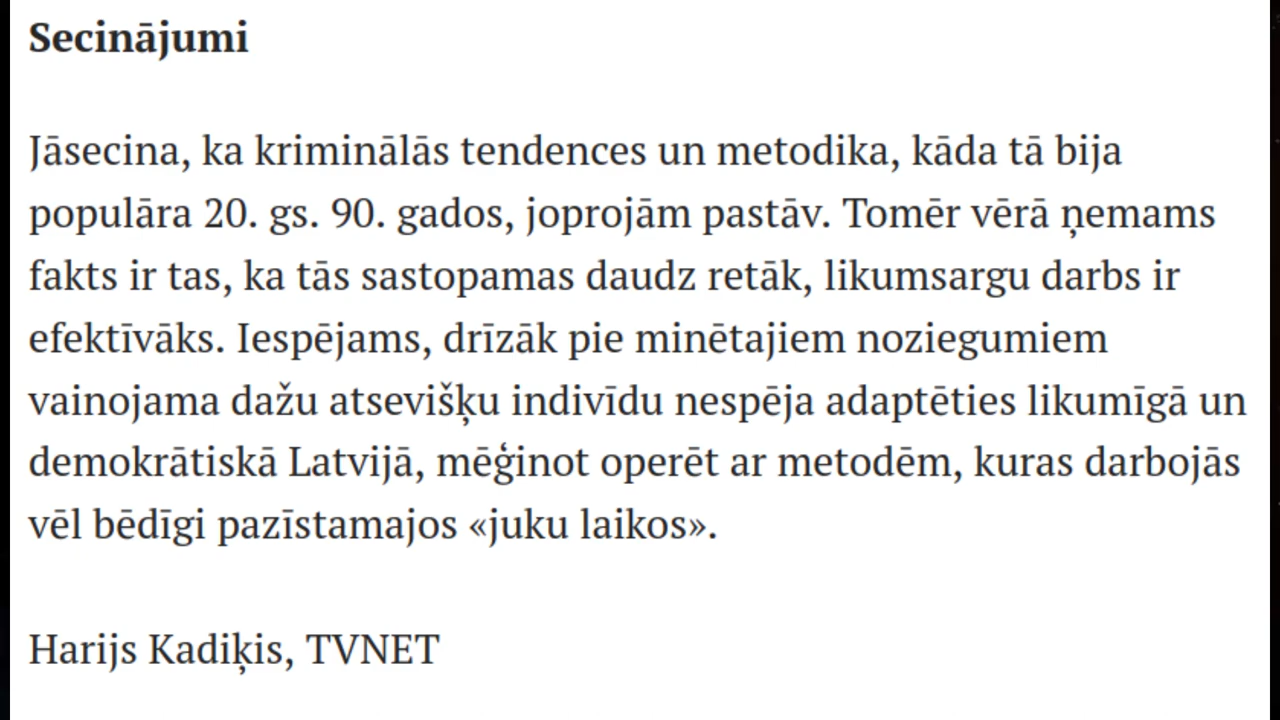 Secinājumi
Jāsecina, ka kriminālās tendences un metodika, kāda tā bija
populāra 20. gs. 90. gados, joprojām pastāv. Tomēr vērā ņemams
fakts ir tas, ka tās sastopamas daudz retāk, likumsargu darbs ir
efektīvāks. Iespējams, drīzāk pie minētajiem noziegumiem
vainojama dažu atsevišķu indivīdu nespēja adaptēties likumīgā un
demokrātiskā Latvijā, mēģinot operēt ar metodēm, kuras darbojās
vēl bēdīgi pazīstamajos «juku laikos».
Harijs Kadiķis, TVNET